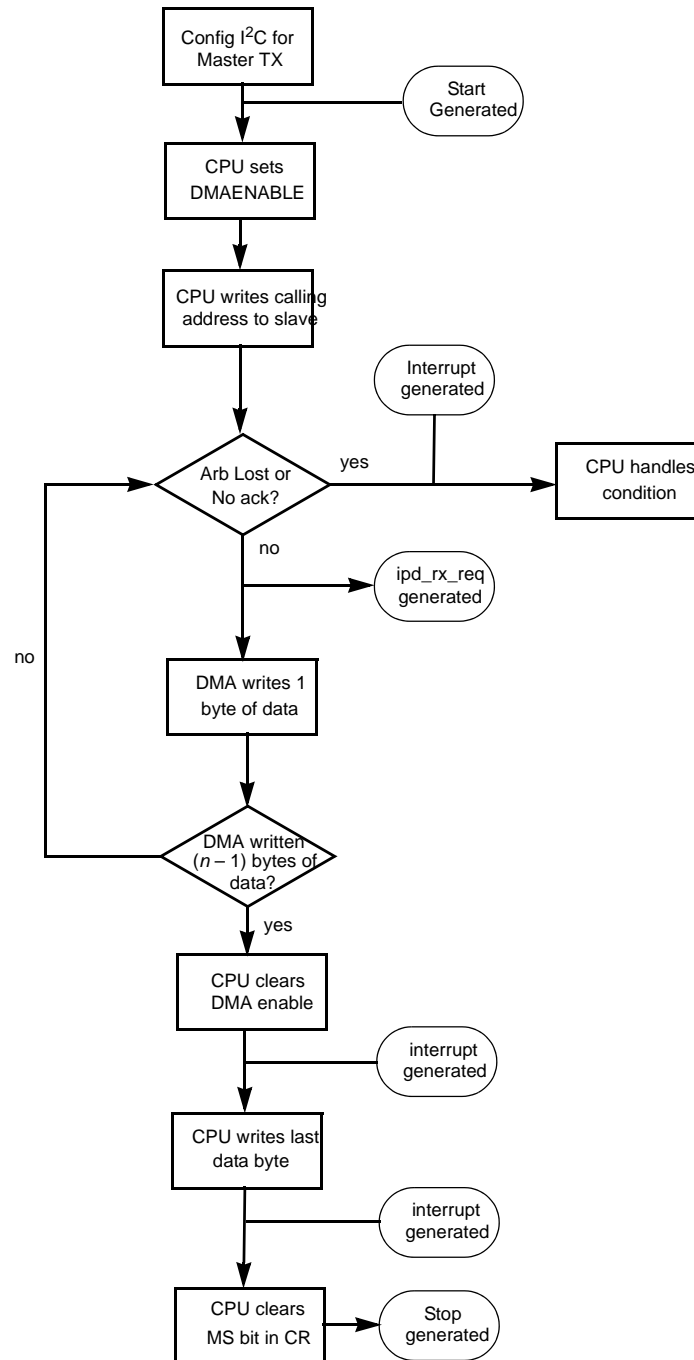 Config I²C for
Master TX
Start
Generated
CPU sets
DMAENABLE
CPU writes calling
address to slave
Interrupt
generated
Arb Lost or
No ack?
yes
CPU handles
condition
no
ipd_rx_req
generated
no
DMA writes 1
byte of data
DMA written
(n – 1) bytes of
data?
yes
CPU clears
DMA enable
interrupt
generated
CPU writes last
data byte
interrupt
generated
CPU clears
MS bit in CR
Stop
generated